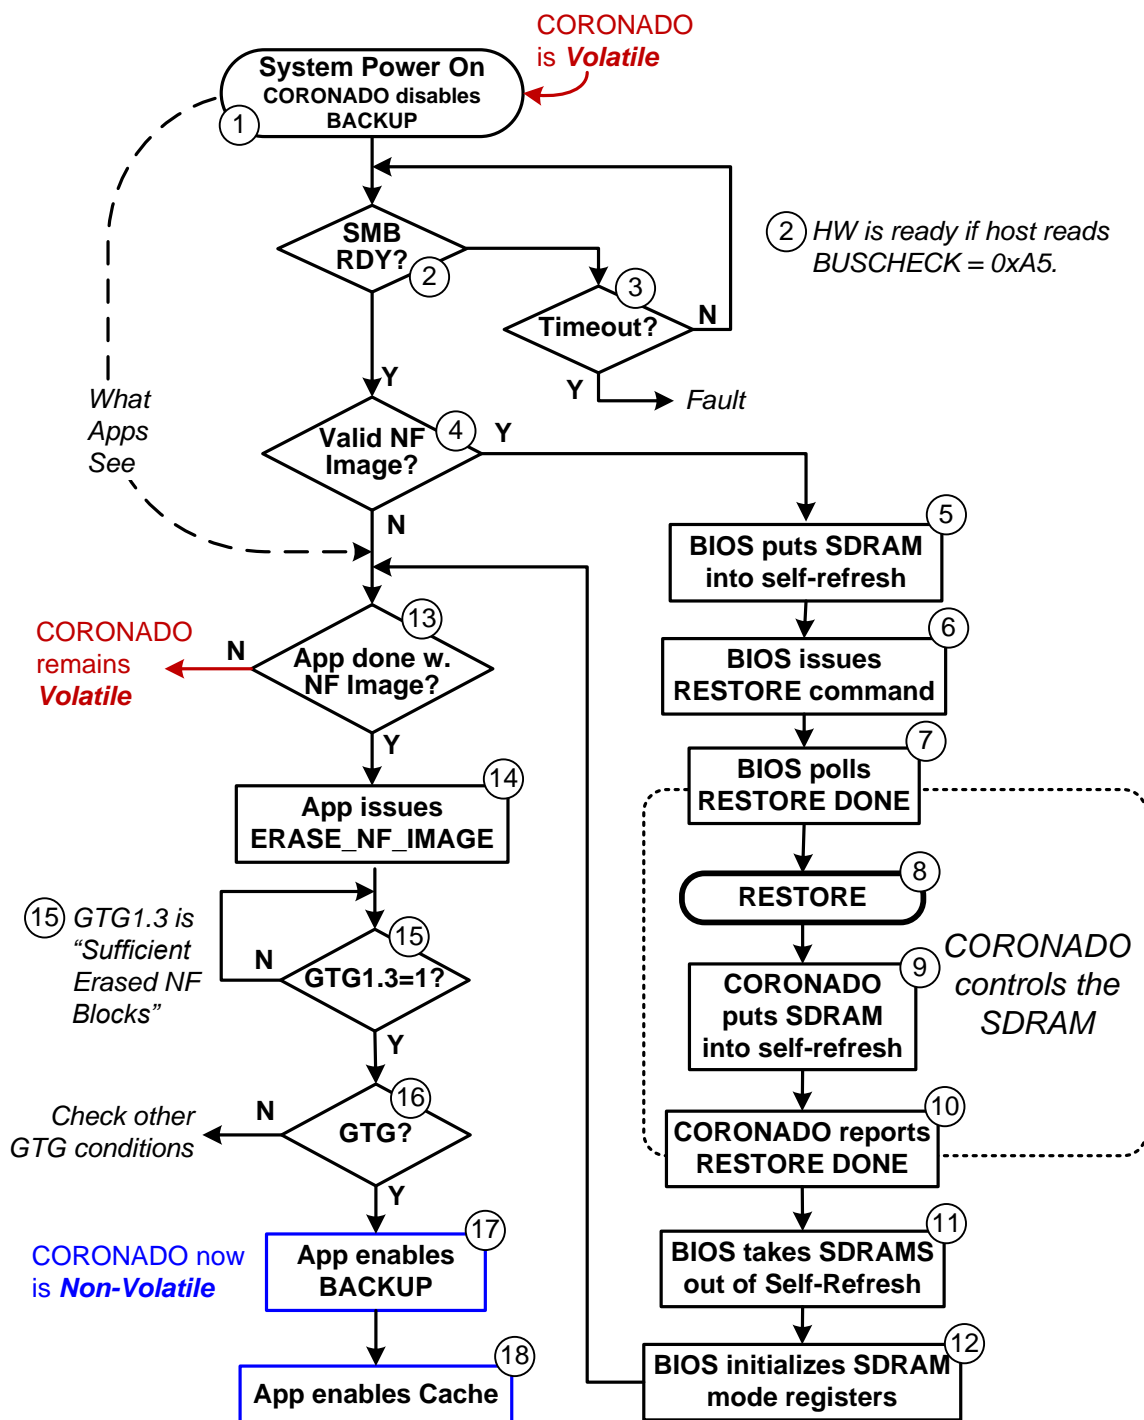 CORONADO
is Volatile
System Power On
CORONADO disables
BACKUP
1
SMB
RDY?
2
2 HW is ready if host reads
BUSCHECK = 0xA5.
3
Timeout?
N
Y
Fault
Y
What
Apps
See
4
Valid NF
Image?
Y
N
5
BIOS puts SDRAM
into self-refresh
6
BIOS issues
RESTORE command
7
BIOS polls
RESTORE DONE
8
RESTORE
9
CORONADO
puts SDRAM
into self-refresh
CORONADO
controls the
SDRAM
10
CORONADO reports
RESTORE DONE
11
BIOS takes SDRAMS
out of Self-Refresh
12
BIOS initializes SDRAM
mode registers
13
App done w.
NF Image?
N
CORONADO
remains
Volatile
Y
14
App issues
ERASE_NF_IMAGE
15 GTG1.3 is
“Sufficient
Erased NF
Blocks”
15
GTG1.3=1?
N
Y
16
GTG?
N
Check other
GTG conditions
Y
17
App enables
BACKUP
CORONADO now
is Non-Volatile
18
App enables Cache